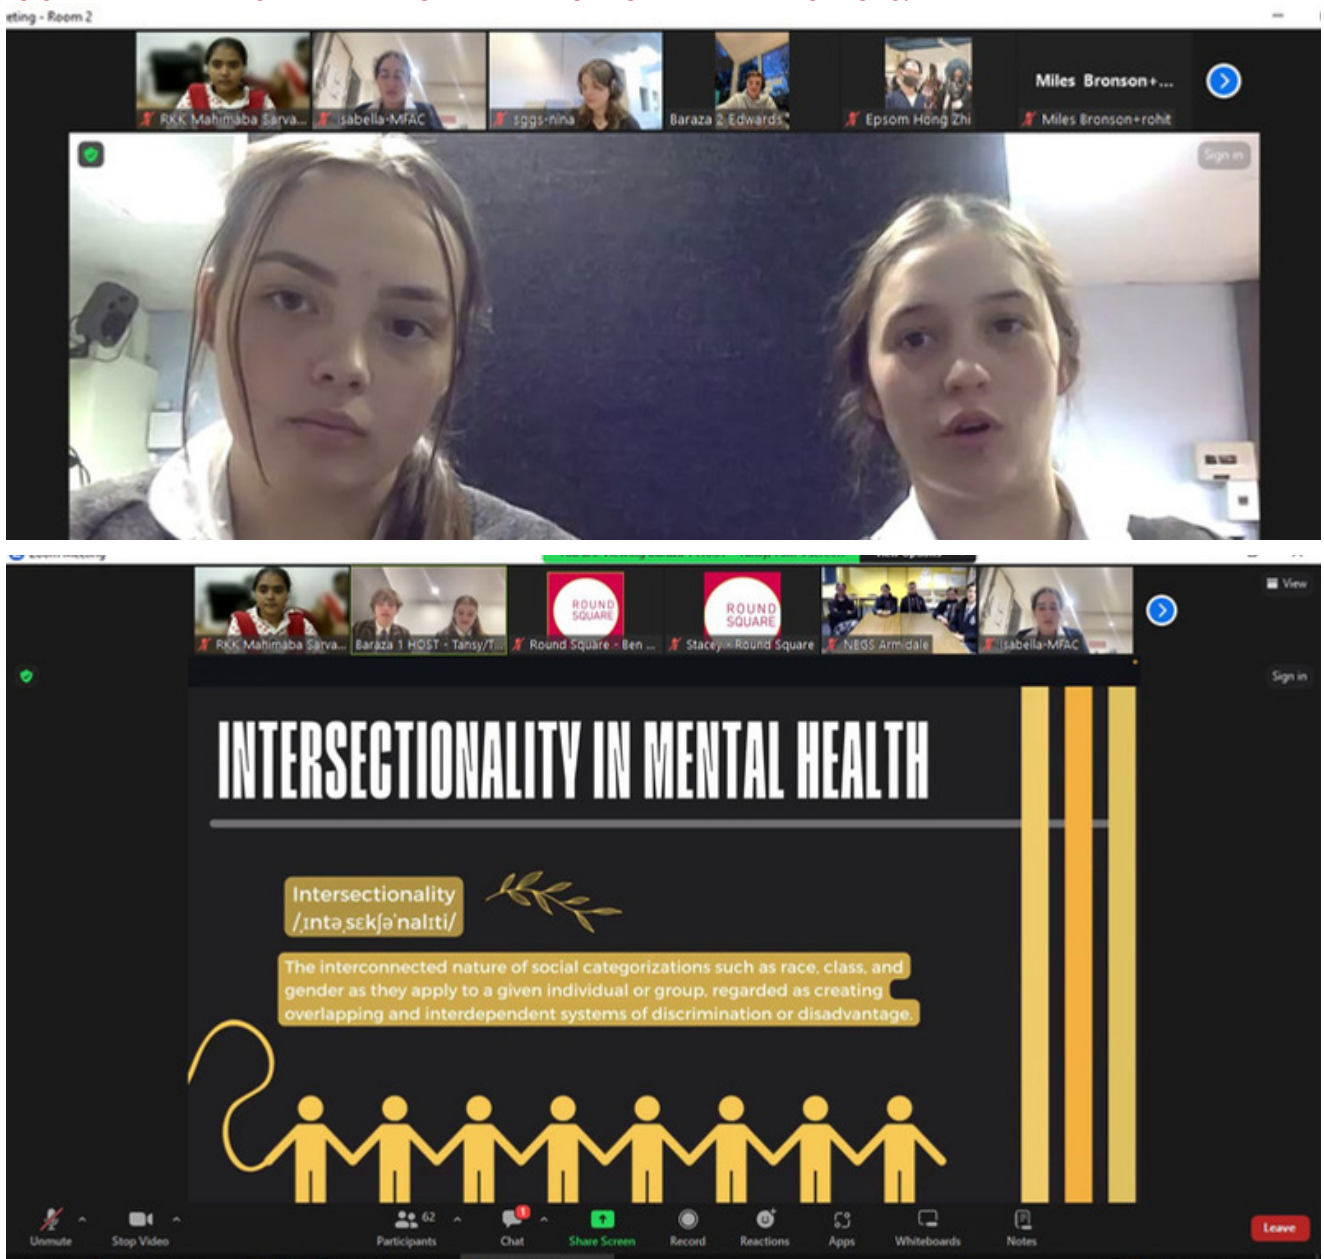 eting - Room 2
RKK Mahimaba Sarva...
Isabella-MFAC
sggs-nina
Baraza 2 Edwards
Epsom Hong Zhi
Miles Bronson+...
Miles Bronson+rohit
Sign in
Zoom Meeting
View
RKK Mahimaba Sarva...
Baraza 1 HOST - Tansy/T...
ROUND
SQUARE
Round Square - Ben ...
ROUND
SQUARE
Stacey - Round Square
NEGS Armidale
Isabella-MFAC
Sign in
INTERSECTIONALITY IN MENTAL HEALTH
Intersectionality
/ˌɪntəˌsɛkʃəˈnalɪti/
The interconnected nature of social categorizations such as race, class, and
gender as they apply to a given individual or group, regarded as creating
overlapping and interdependent systems of discrimination or disadvantage.
Unmute
Stop Video
62
Participants
1
Chat
Share Screen
Record
Reactions
Apps
Whiteboards
Notes
Leave